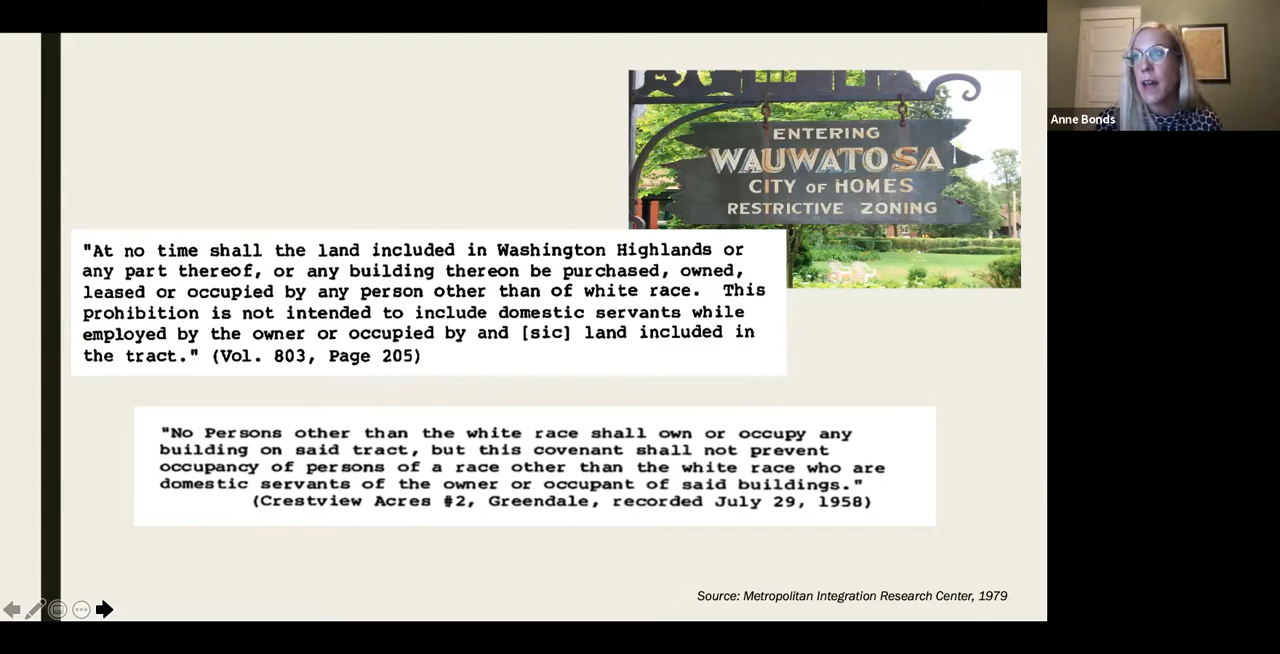 ENTERING
WAUWATOSA
CITY OF HOMES
RESTRICTIVE ZONING
"At no time shall the land included in Washington Highlands or
any part thereof, or any building thereon be purchased, owned,
leased or occupied by any person other than of white race. This
prohibition is not intended to include domestic servants while
employed by the owner or occupied by and [sic] land included in
the tract." (Vol. 803, Page 205)
"No Persons other than the white race shall own or occupy any
building on said tract, but this covenant shall not prevent
occupancy of persons of a race other than the white race who are
domestic servants of the owner or occupant of said buildings."
(Crestview Acres #2, Greendale, recorded July 29, 1958)
Source: Metropolitan Integration Research Center, 1979
Anne Bonds